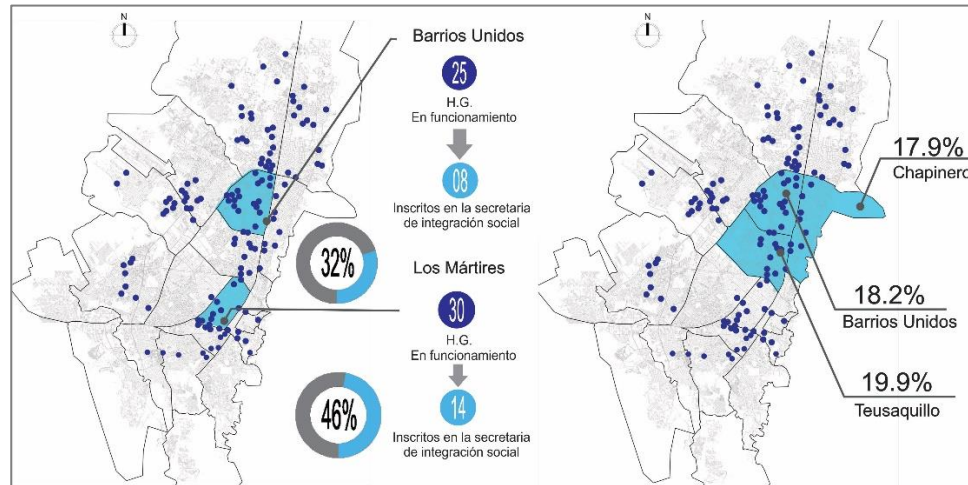 N
Barrios Unidos
25
H.G.
En funcionamiento
08
Inscritos en la secretaria
de integración social
32%
Los Mártires
30
H.G.
En funcionamiento
46%
14
Inscritos en la secretaria
de integración social
N
17.9%
Chapinero
18.2%
Barrios Unidos
19.9%
Teusaquillo